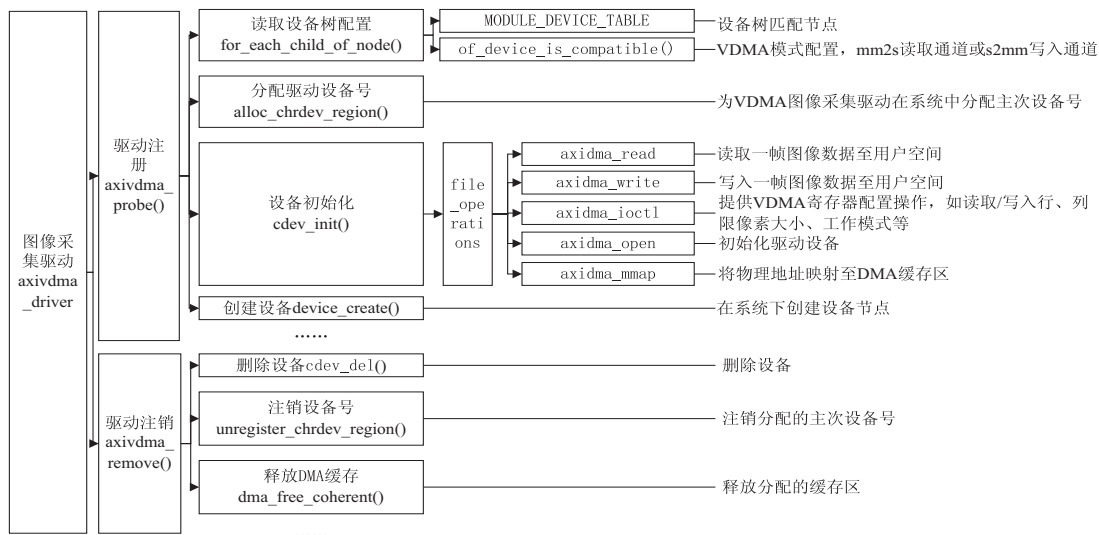 图像采
集驱动
axivdma
_driver
驱动注
册
axivdma_
probe()
读取设备树配置
for_each_child_of_node()
MODULE_DEVICE_TABLE
设备树匹配节点
of_device_is_compatible()
VDMA模式配置，mm2s读取通道或s2mm写入通道
分配驱动设备号
alloc_chrdev_region()
为VDMA图像采集驱动在系统中分配主次设备号
设备初始化
cdev_init()
file
_ope
rati
ons
axidma_read
读取一帧图像数据至用户空间
axidma_write
写入一帧图像数据至用户空间
axidma_ioctl
提供VDMA寄存器配置操作，如读取/写入行、列
限像素大小、工作模式等
axidma_open
初始化驱动设备
axidma_mmap
将物理地址映射至DMA缓存区
创建设备device_create()
在系统下创建设备节点
……
驱动注销
axivdma_
remove()
删除设备cdev_del()
删除设备
注销设备号
unregister_chrdev_region()
注销分配的主次设备号
释放DMA缓存
dma_free_coherent()
释放分配的缓存区